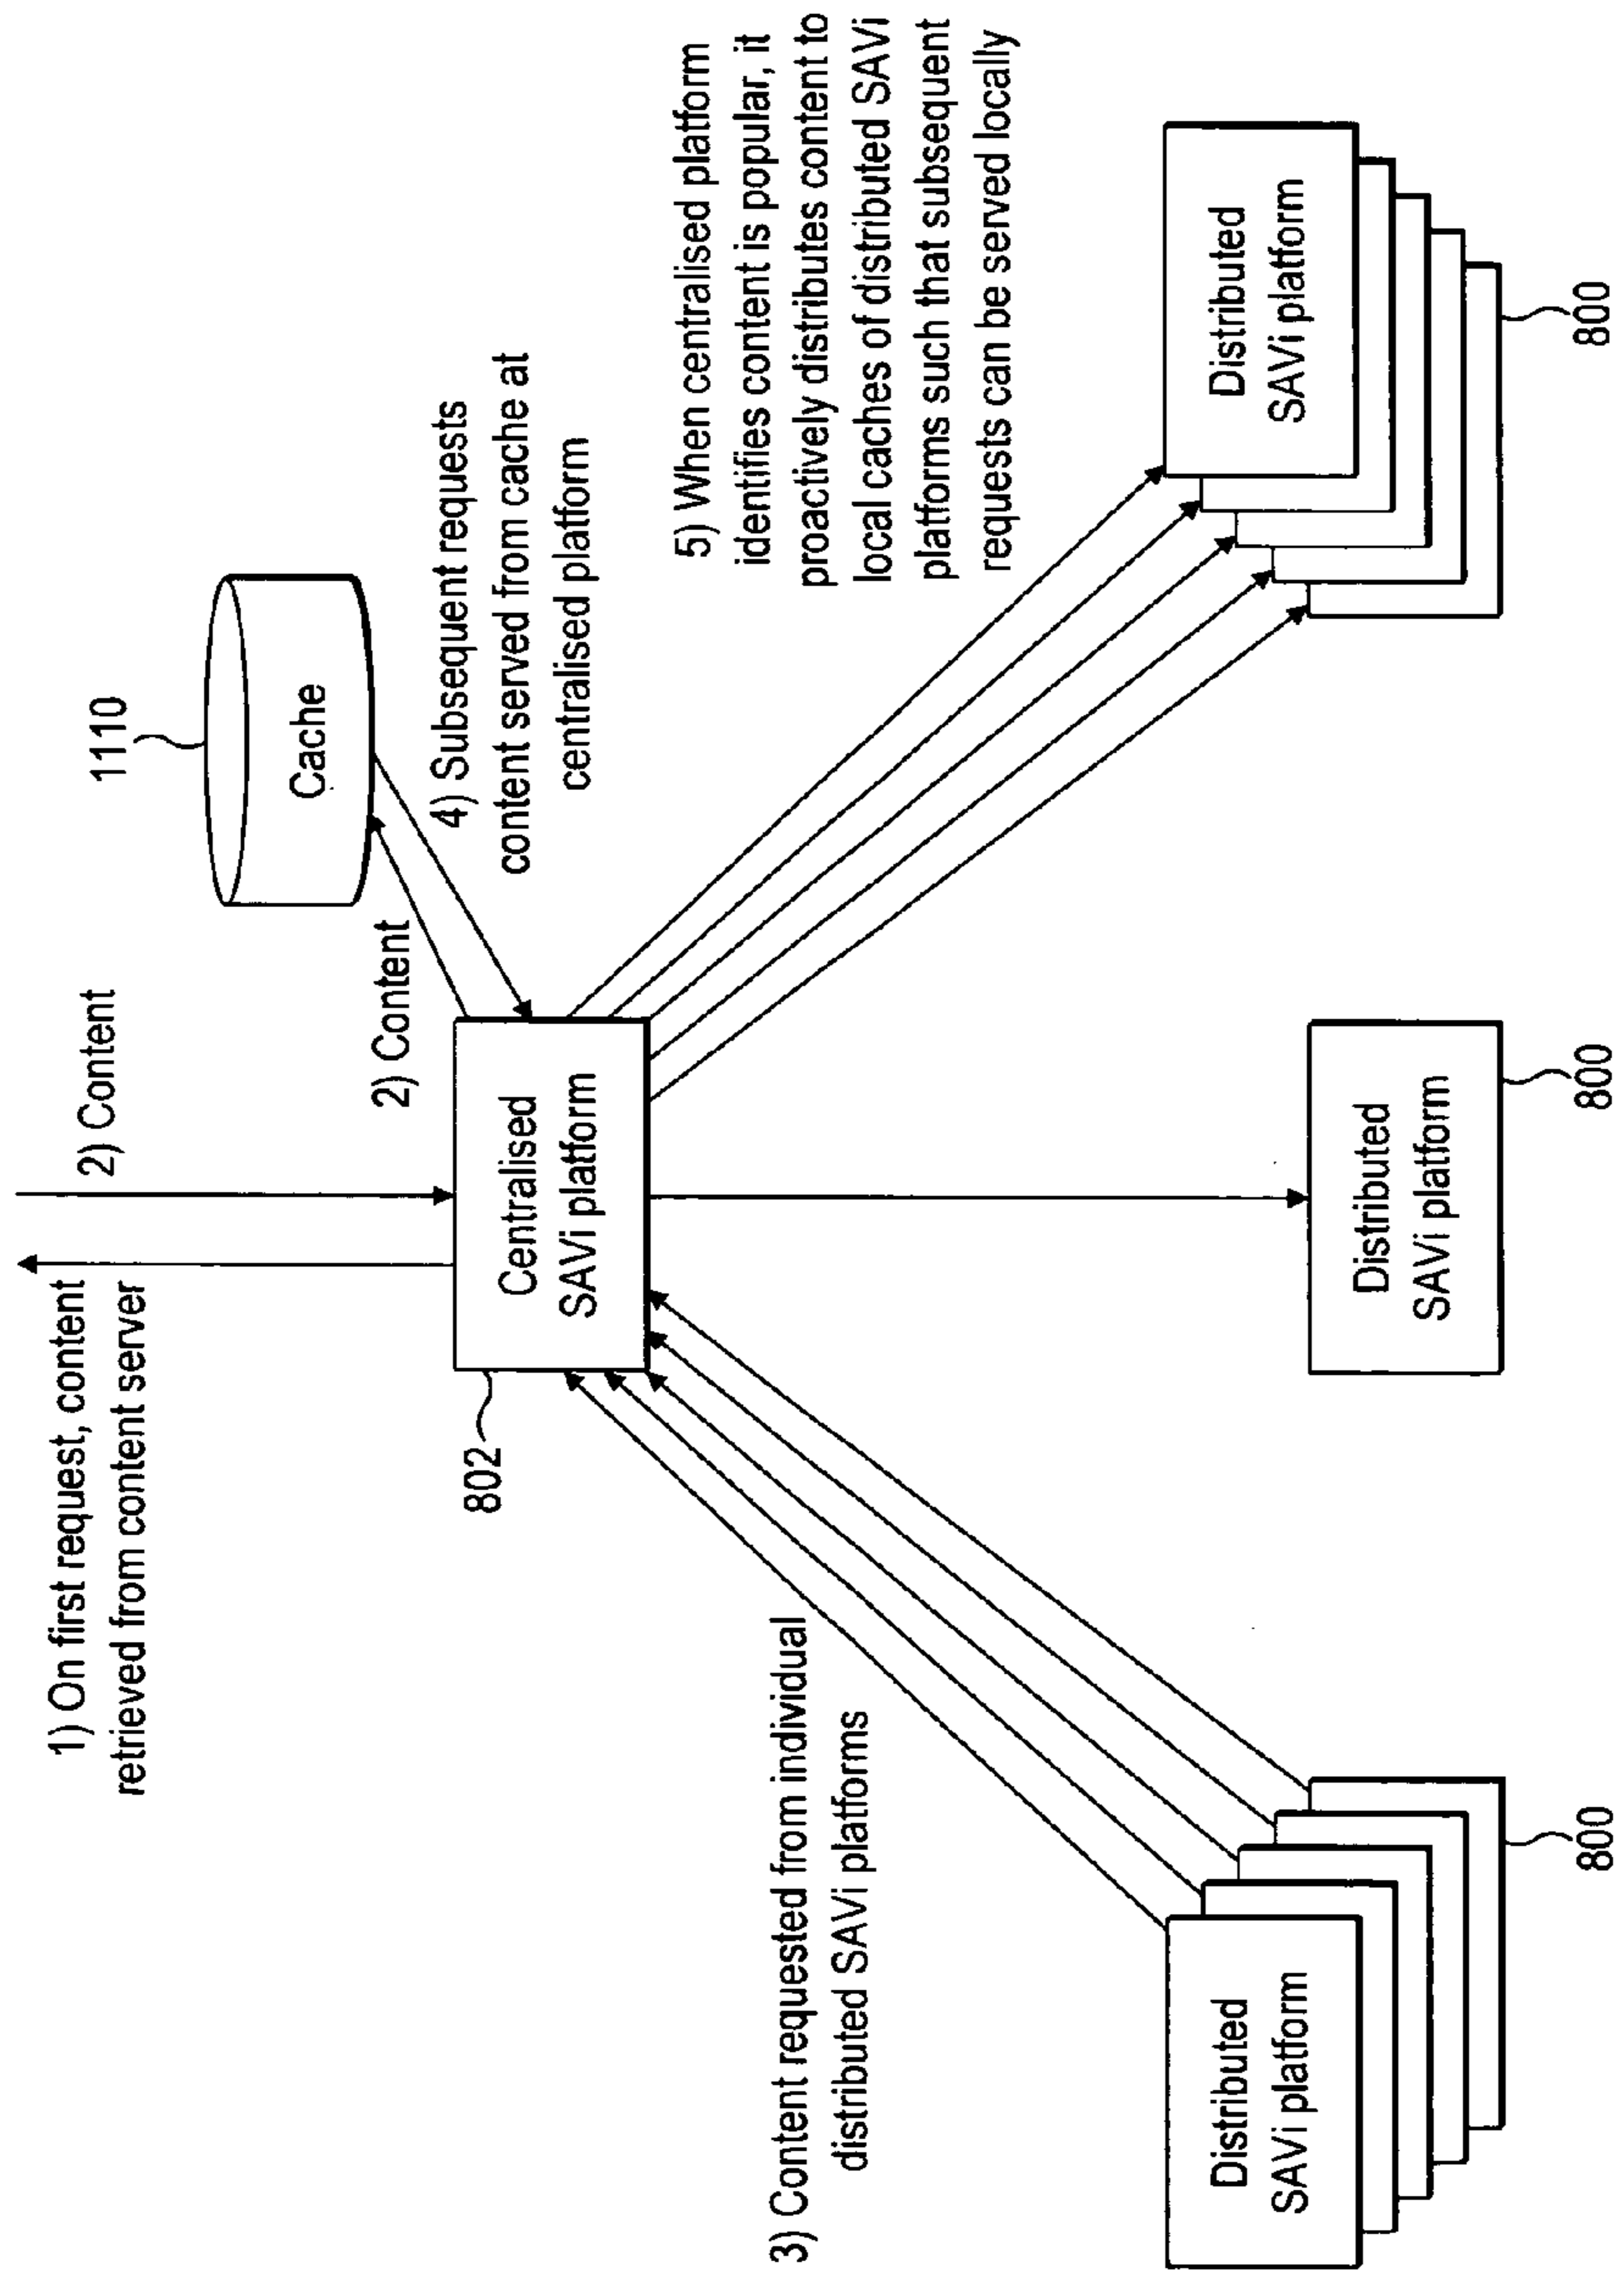 1) On first request, content
retrieved from content server
2) Content
1110
Cache
2) Content
4) Subsequent requests
content served from cache at
centralised platform
802
Centralised
SAVi platform
3) Content requested from individual
distributed SAVi platforms
5) When centralised platform
identifies content is popular, it
proactively distributes content to
local caches of distributed SAVi
platforms such that subsequent
requests can be served locally
Distributed
SAVi platform
800
Distributed
SAVi platform
800
Distributed
SAVi platform
800